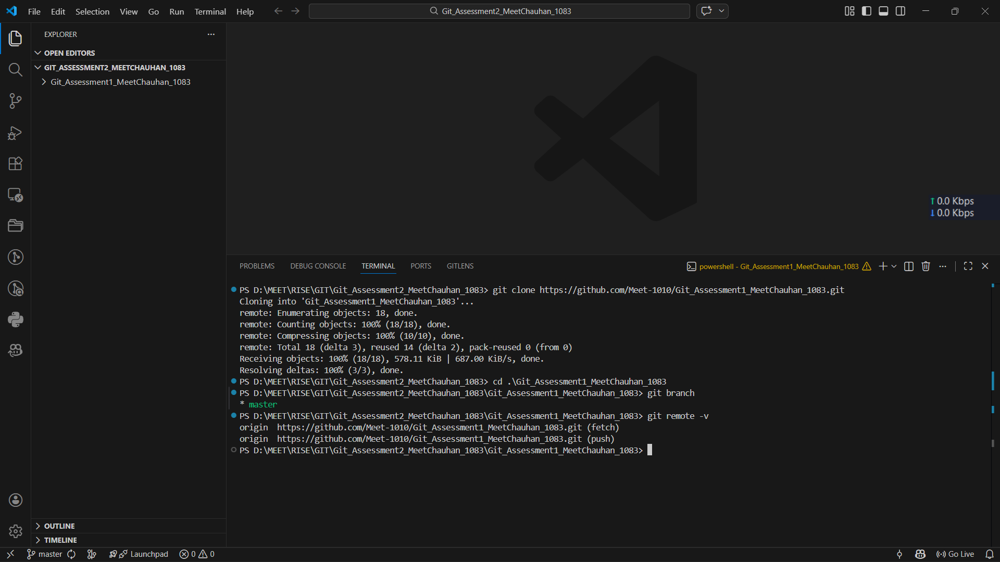 File Edit Selection View Go Run Terminal Help
Git_Assessment2_MeetChauhan_1083
EXPLORER
OPEN EDITORS
GIT_ASSESSMENT2_MEETCHAUHAN_1083
Git_Assessment1_MeetChauhan_1083
↑ 0.0 Kbps
↓ 0.0 Kbps
PROBLEMS DEBUG CONSOLE TERMINAL PORTS GITLENS
powershell - Git_Assessment1_MeetChauhan_1083
PS D:\MEET\RISE\GIT\Git_Assessment2_MeetChauhan_1083> git clone https://github.com/Meet-1010/Git_Assessment1_MeetChauhan_1083.git
Cloning into 'Git_Assessment1_MeetChauhan_1083'...
remote: Enumerating objects: 18, done.
remote: Counting objects: 100% (18/18), done.
remote: Compressing objects: 100% (10/10), done.
remote: Total 18 (delta 3), reused 14 (delta 2), pack-reused 0 (from 0)
Receiving objects: 100% (18/18), 578.11 KiB | 687.00 KiB/s, done.
Resolving deltas: 100% (3/3), done.
PS D:\MEET\RISE\GIT\Git_Assessment2_MeetChauhan_1083> cd .\Git_Assessment1_MeetChauhan_1083
PS D:\MEET\RISE\GIT\Git_Assessment2_MeetChauhan_1083\Git_Assessment1_MeetChauhan_1083> git branch
* master
PS D:\MEET\RISE\GIT\Git_Assessment2_MeetChauhan_1083\Git_Assessment1_MeetChauhan_1083> git remote -v
origin  https://github.com/Meet-1010/Git_Assessment1_MeetChauhan_1083.git (fetch)
origin  https://github.com/Meet-1010/Git_Assessment1_MeetChauhan_1083.git (push)
PS D:\MEET\RISE\GIT\Git_Assessment2_MeetChauhan_1083\Git_Assessment1_MeetChauhan_1083>
OUTLINE
TIMELINE
master Launchpad 0 0 Go Live